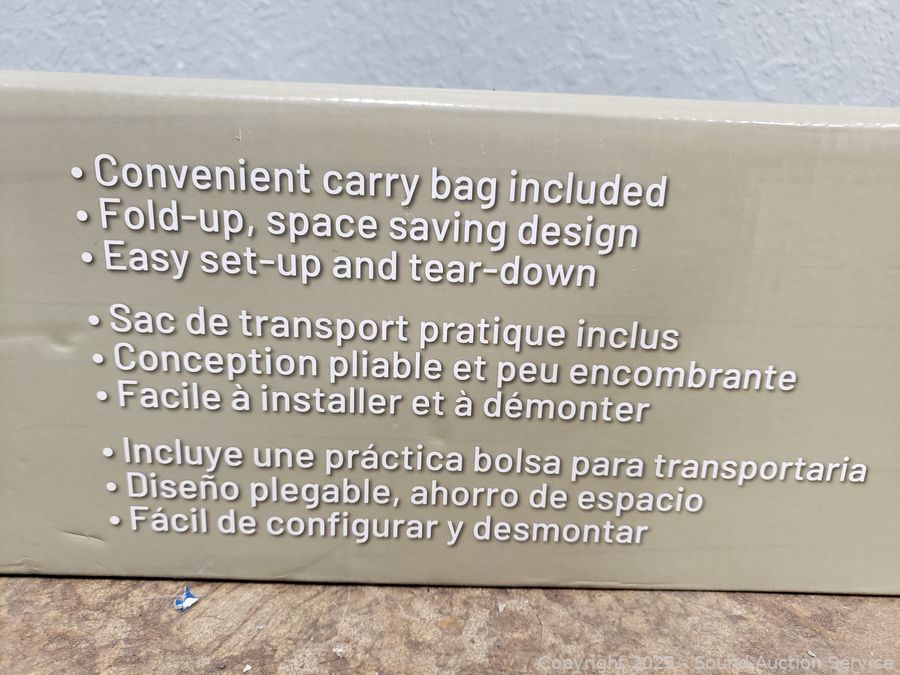 • Convenient carry bag included
• Fold-up, space saving design
• Easy set-up and tear-down
• Sac de transport pratique inclus
• Conception pliable et peu encombrante
• Facile à installer et à démonter
• Incluye une práctica bolsa para transportaria
• Diseño plegable, ahorro de espacio
• Fácil de configurar y desmontar
Copyright 2025 - Sound Auction Service